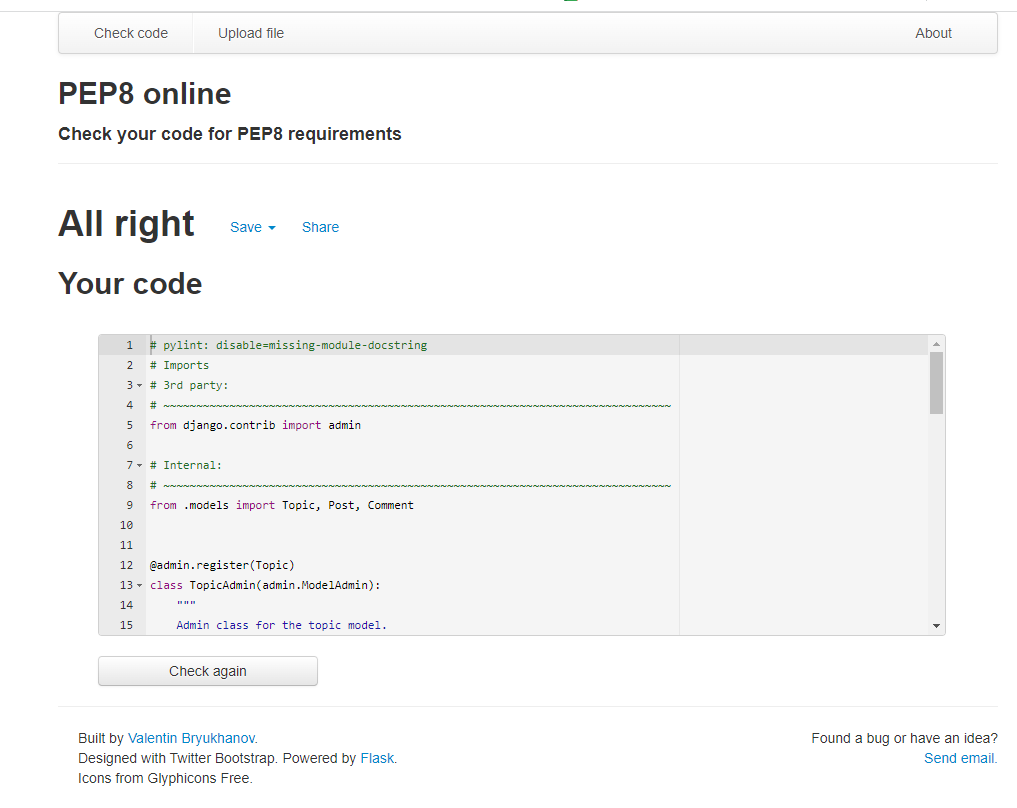 Check code Upload file About
PEP8 online
Check your code for PEP8 requirements
All right Save Share
Your code
1 # pylint: disable=missing-module-docstring
2 # Imports
3 # 3rd party:
4 # ~~~~~~~~~~~~~~~~~~~~~~~~~~~~~~~~~~~~~~~~~~~~~~~~~~~~~~~~~~~~~~~~~~~~~~~~~~~~~
5 from django.contrib import admin
6
7 # Internal:
8 # ~~~~~~~~~~~~~~~~~~~~~~~~~~~~~~~~~~~~~~~~~~~~~~~~~~~~~~~~~~~~~~~~~~~~~~~~~~~~~
9 from .models import Topic, Post, Comment
10
11
12 @admin.register(Topic)
13 class TopicAdmin(admin.ModelAdmin):
14 """
15 Admin class for the topic model.
Check again
Built by Valentin Bryukhanov. Found a bug or have an idea?
Designed with Twitter Bootstrap. Powered by Flask. Send email.
Icons from Glyphicons Free.